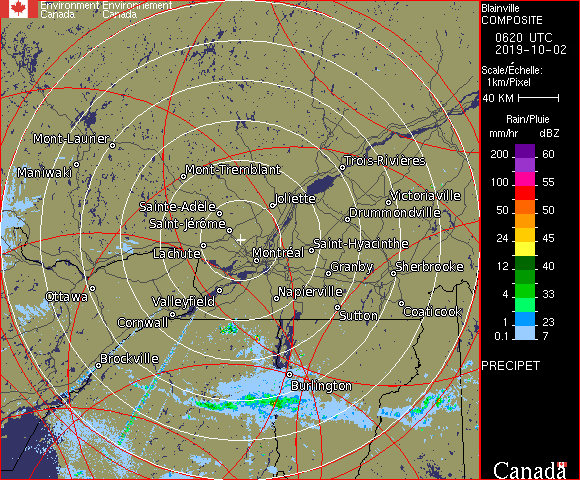 Environment Environnement
Canada Canada
Blainville
COMPOSITE
0620 UTC
2019-10-02
Scale/Échelle:
1km/Pixel
40 KM
Rain/Pluie
mm/hr dBZ
200 60
100 55
50 50
24 45
12 40
4 33
1 23
0.1 7
PRECIPET
Mont-Laurier
Maniwaki
Mont-Tremblant
Trois-Rivières
Joliette
Victoriaville
Sainte-Adèle
Drummondville
Saint-Jérôme
Lachute
Montréal
Saint-Hyacinthe
Granby
Sherbrooke
Ottawa
Valleyfield
Napierville
Cornwall
Sutton
Coaticook
Brockville
Burlington
Canada